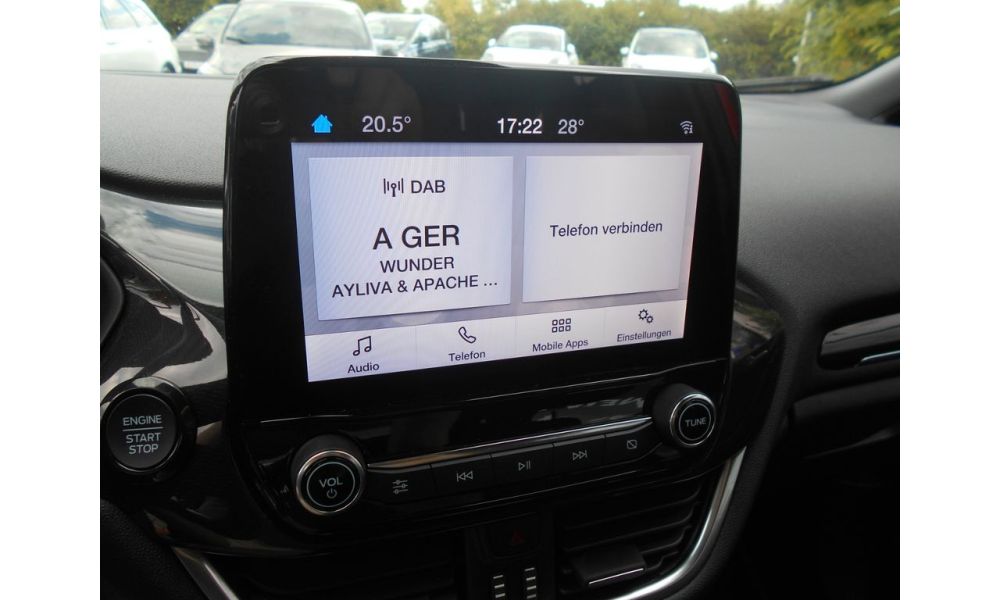 20.5° 17:22 28°
DAB
A GER
WUNDER
AYLIVA & APACHE ...
Telefon verbinden
Audio
Telefon
Mobile Apps
Einstellungen
ENGINE
START
STOP
VOL
TUNE